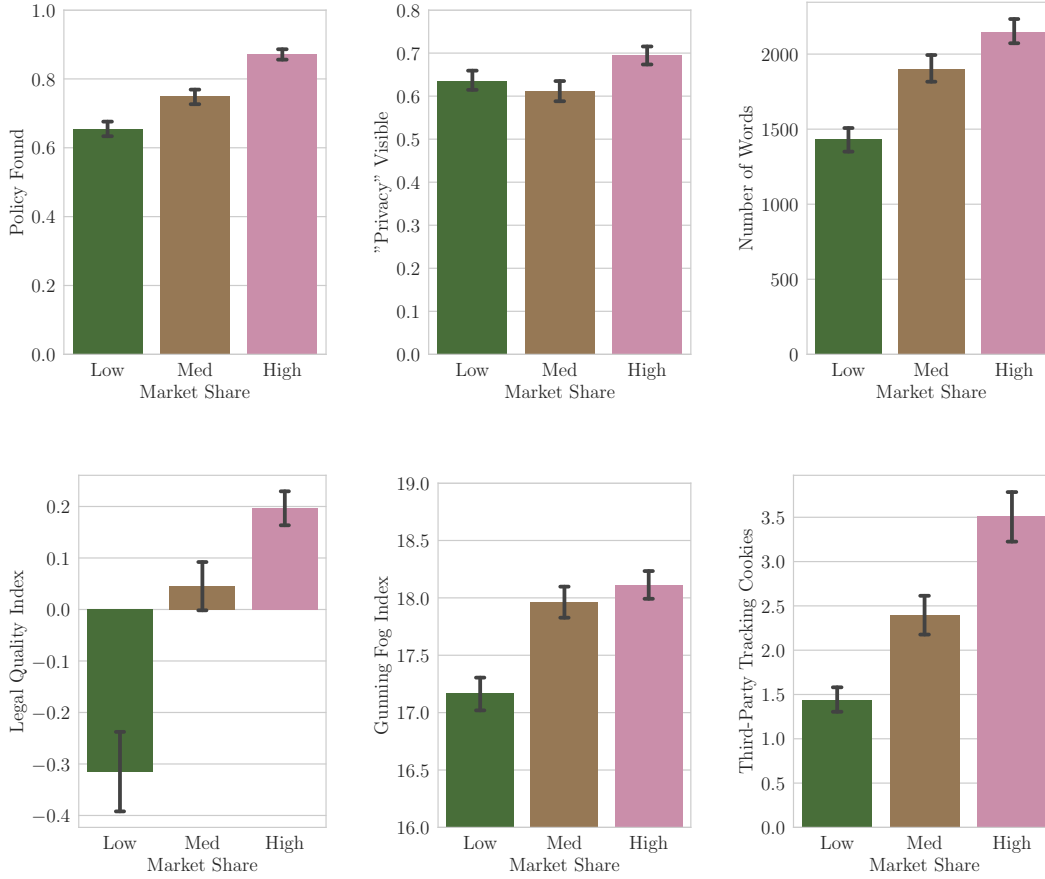 Policy Found
1.0
0.8
0.6
0.4
0.2
0.0
Low Med High
Market Share
”Privacy” Visible
0.8
0.7
0.6
0.5
0.4
0.3
0.2
0.1
0.0
Low Med High
Market Share
Number of Words
2000
1500
1000
500
0
Low Med High
Market Share
Legal Quality Index
0.2
0.1
0.0
−0.1
−0.2
−0.3
−0.4
Low Med High
Market Share
Gunning Fog Index
19.0
18.5
18.0
17.5
17.0
16.5
16.0
Low Med High
Market Share
Third-Party Tracking Cookies
3.5
3.0
2.5
2.0
1.5
1.0
0.5
0.0
Low Med High
Market Share